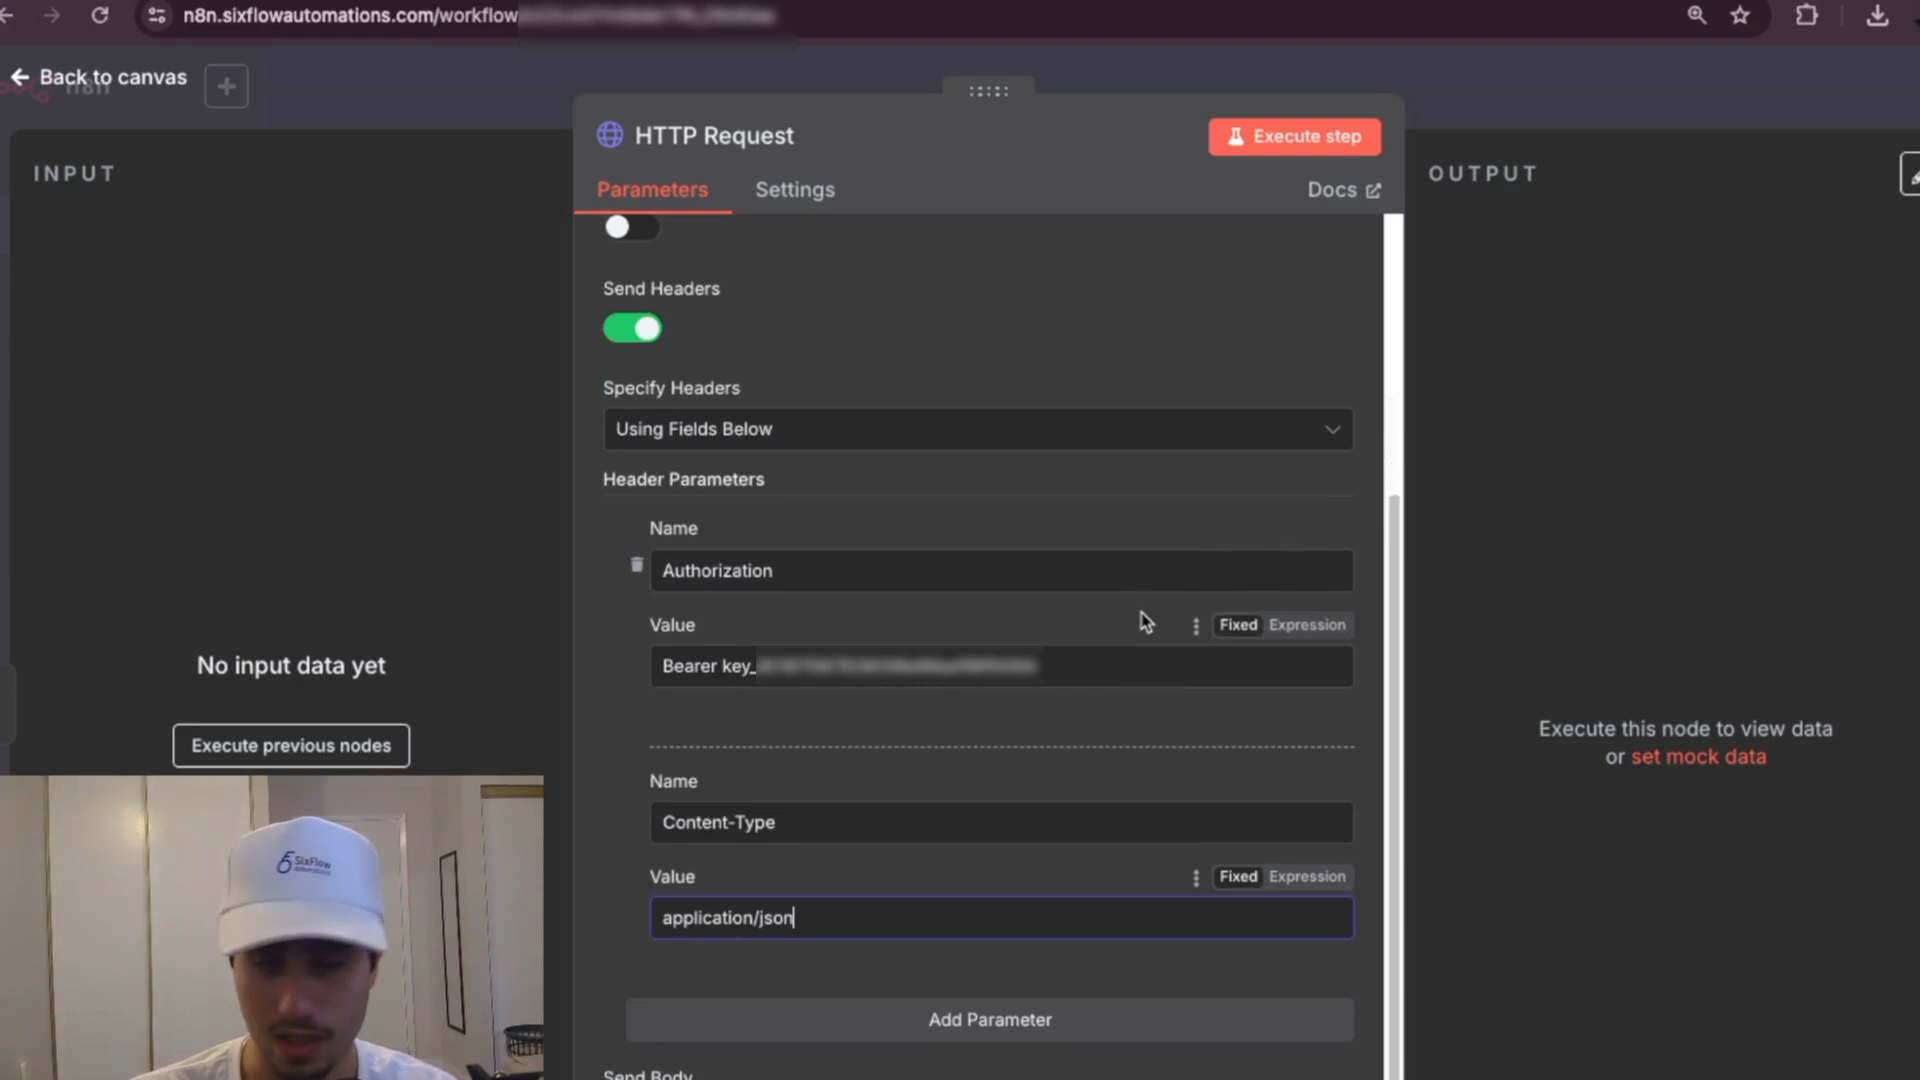 n8n.sixflowautomations.com/workflow
Back to canvas
n8n
HTTP Request
Execute step
INPUT
Parameters
Settings
Docs
OUTPUT
Send Headers
Specify Headers
Using Fields Below
Header Parameters
Name
Authorization
Value
Fixed Expression
Bearer key_
No input data yet
Execute previous nodes
Execute this node to view data
or set mock data
Name
Content-Type
Value
Fixed Expression
application/json
SixFlow
automations
Add Parameter
Send Body